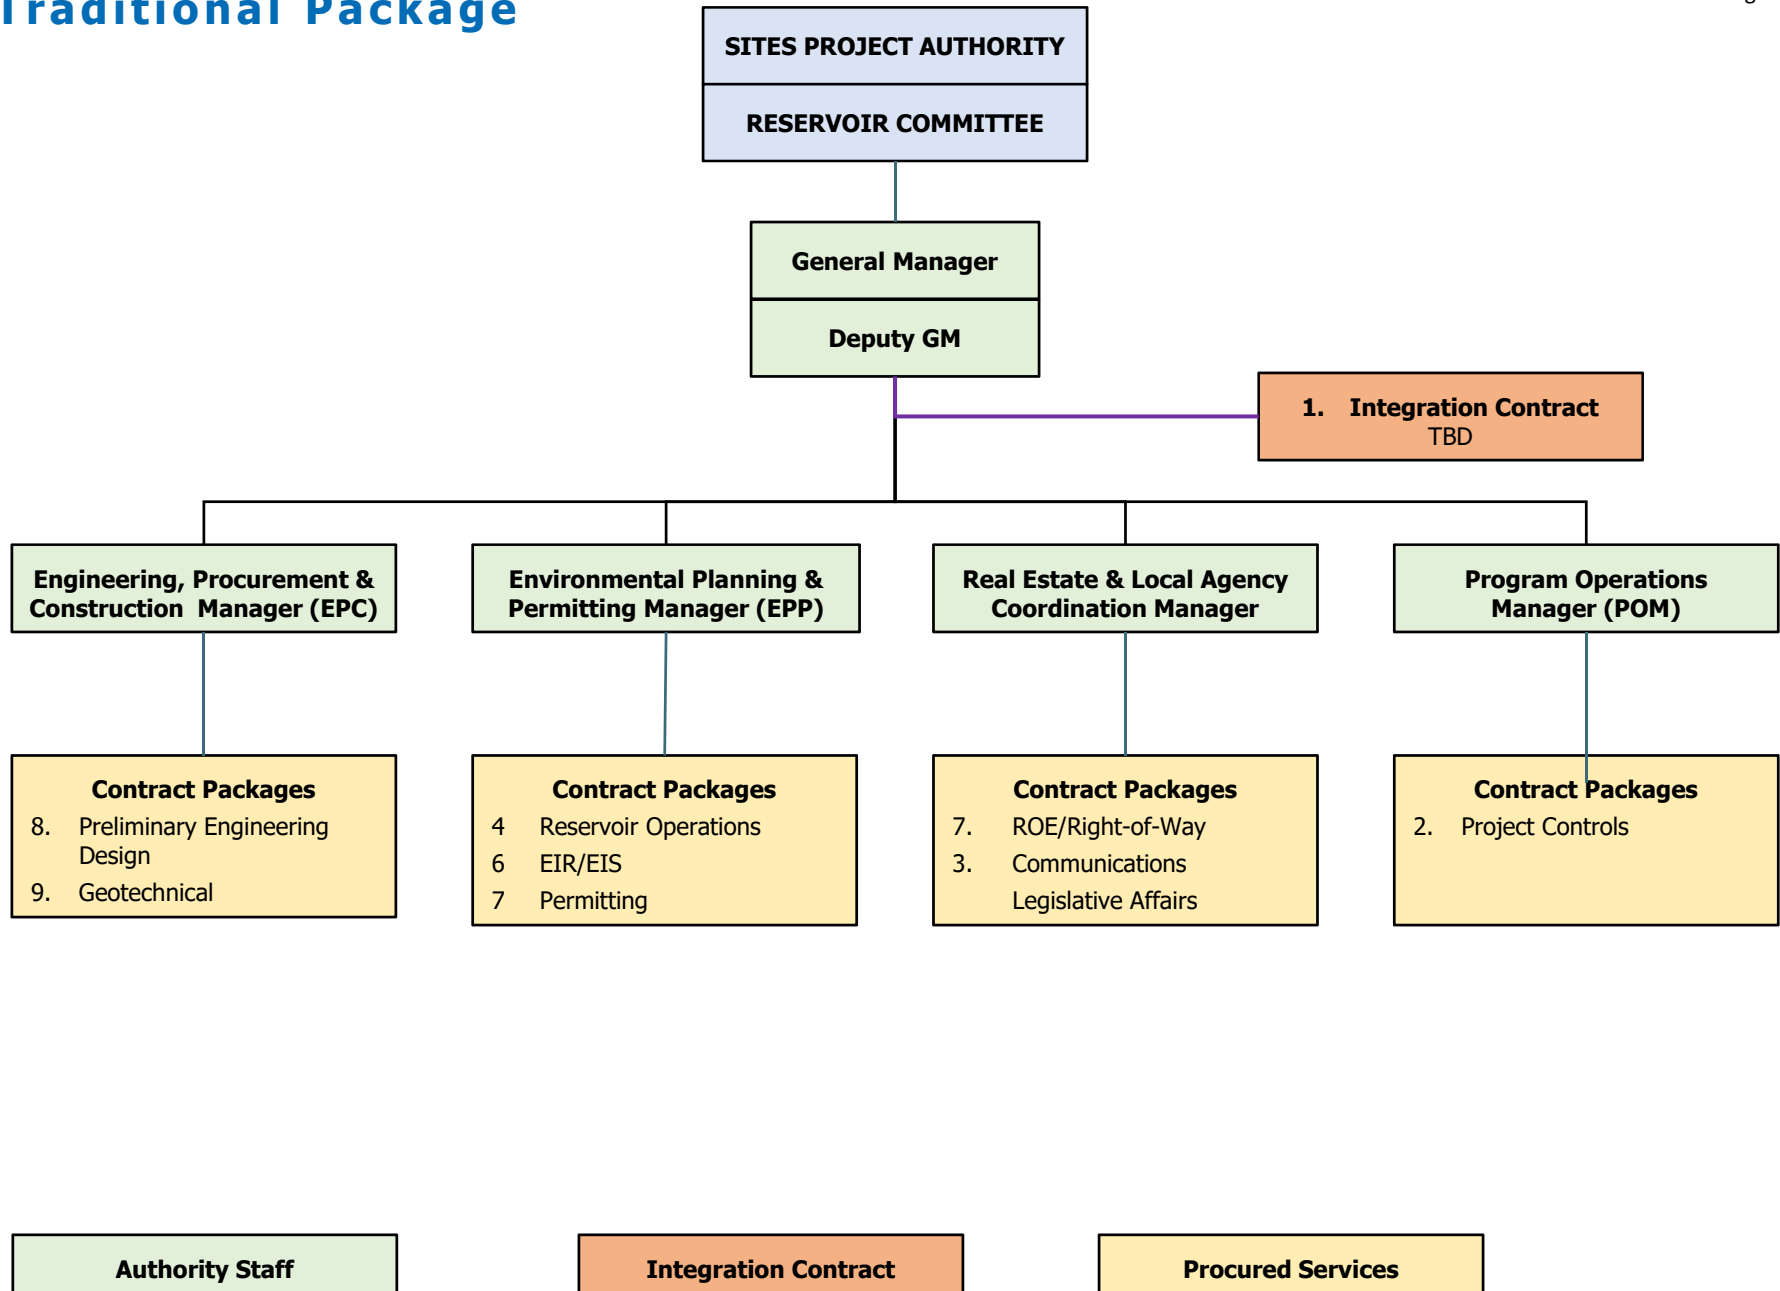 Traditional Package
SITES PROJECT AUTHORITY
RESERVOIR COMMITTEE
General Manager
Deputy GM
1. Integration Contract
TBD
Engineering, Procurement &
Construction Manager (EPC)
Environmental Planning &
Permitting Manager (EPP)
Real Estate & Local Agency
Coordination Manager
Program Operations
Manager (POM)
Contract Packages
8. Preliminary Engineering
Design
9. Geotechnical
Contract Packages
4 Reservoir Operations
6 EIR/EIS
7 Permitting
Contract Packages
7. ROE/Right-of-Way
3. Communications
Legislative Affairs
Contract Packages
2. Project Controls
Authority Staff
Integration Contract
Procured Services